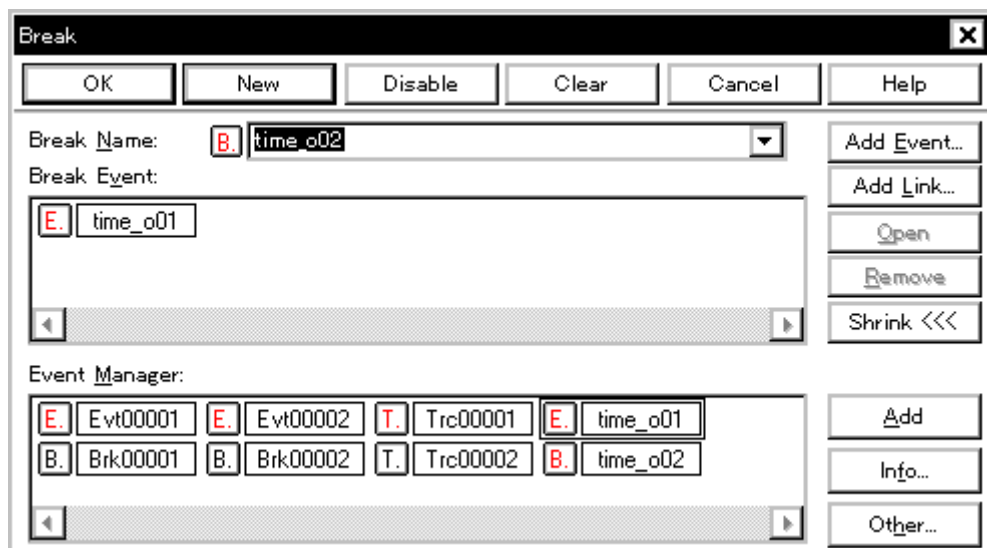 Break
OK New Disable Clear Cancel Help
Break Name: B. time_o02 Add Event...
Break Event: Add Link...
E. time_o01
Open
Remove
Shrink <<<
Event Manager:
E. Evt00001 E. Evt00002 T. Trc00001 E. time_o01 Add
B. Brk00001 B. Brk00002 T. Trc00002 B. time_o02 Info...
Other...